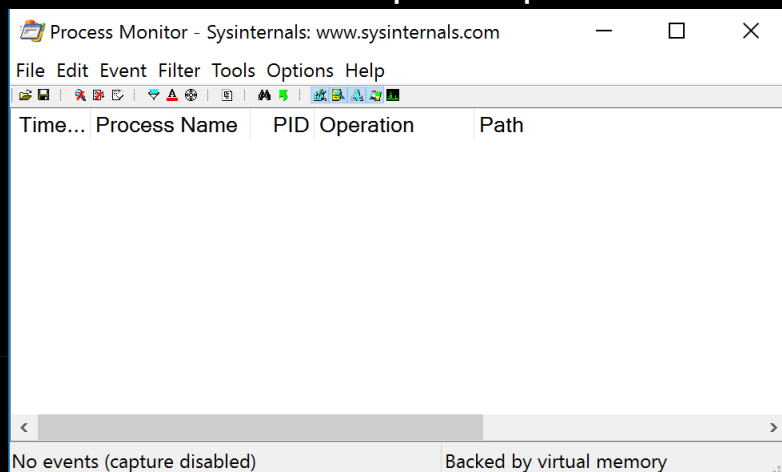 Process Monitor - Sysinternals: www.sysinternals.com
File Edit Event Filter Tools Options Help
Time... Process Name PID Operation Path
No events (capture disabled) Backed by virtual memory